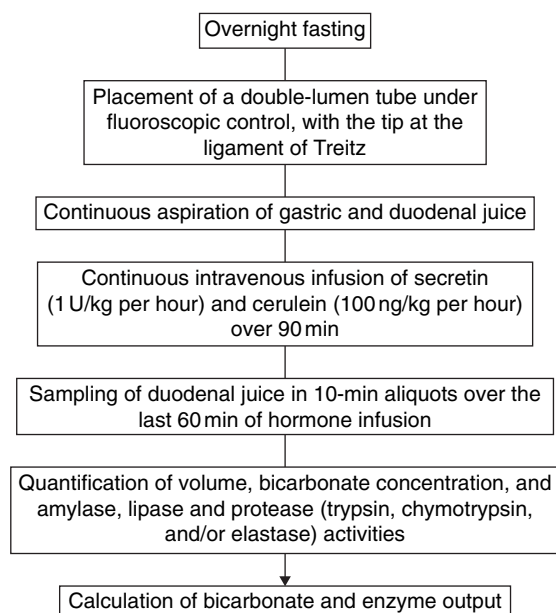 Overnight fasting
Placement of a double-lumen tube under
fluoroscopic control, with the tip at the
ligament of Treitz
Continuous aspiration of gastric and duodenal juice
Continuous intravenous infusion of secretin
(1 U/kg per hour) and cerulein (100 ng/kg per hour)
over 90 min
Sampling of duodenal juice in 10-min aliquots over the
last 60 min of hormone infusion
Quantification of volume, bicarbonate concentration, and
amylase, lipase and protease (trypsin, chymotrypsin,
and/or elastase) activities
Calculation of bicarbonate and enzyme output